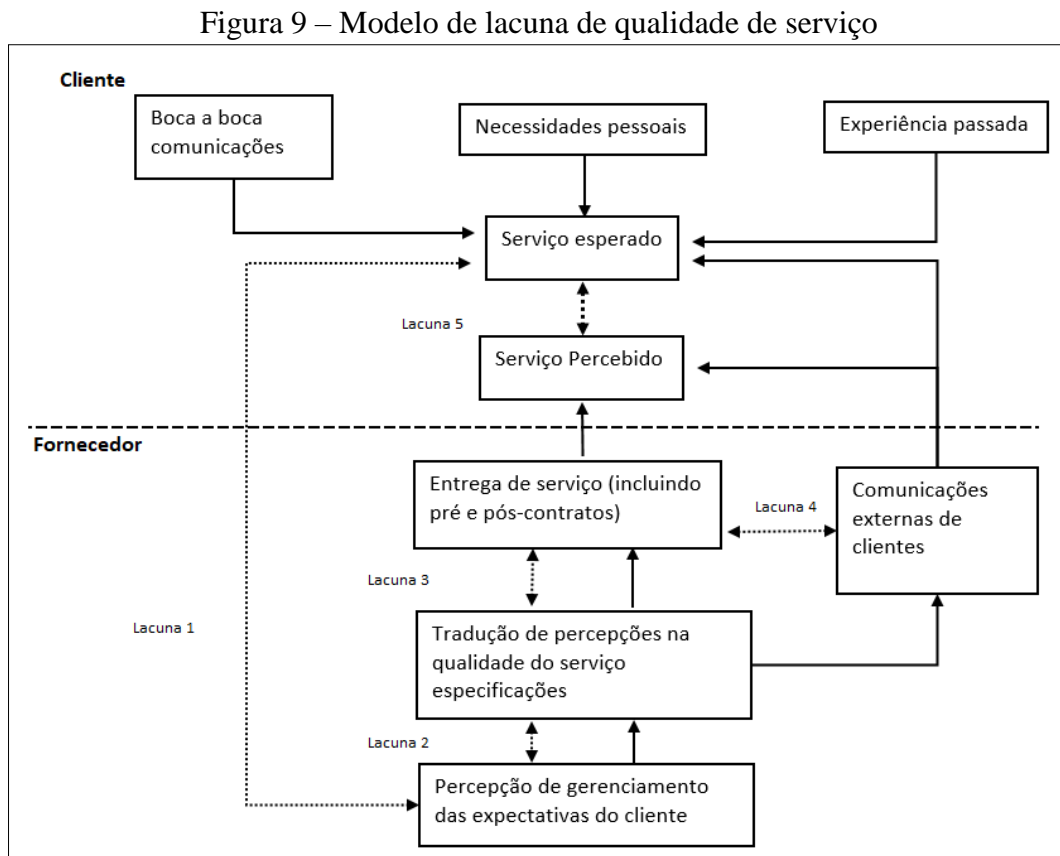 Figura 9 – Modelo de lacuna de qualidade de serviço
Cliente
Boca a boca
comunicações
Necessidades pessoais
Experiência passada
Serviço esperado
Lacuna 5
Serviço Percebido
Fornecedor
Entrega de serviço (incluindo
pré e pós-contratos)
Lacuna 4
Comunicações
externas de
clientes
Lacuna 3
Lacuna 1
Tradução de percepções na
qualidade do serviço
especificações
Lacuna 2
Percepção de gerenciamento
das expectativas do cliente